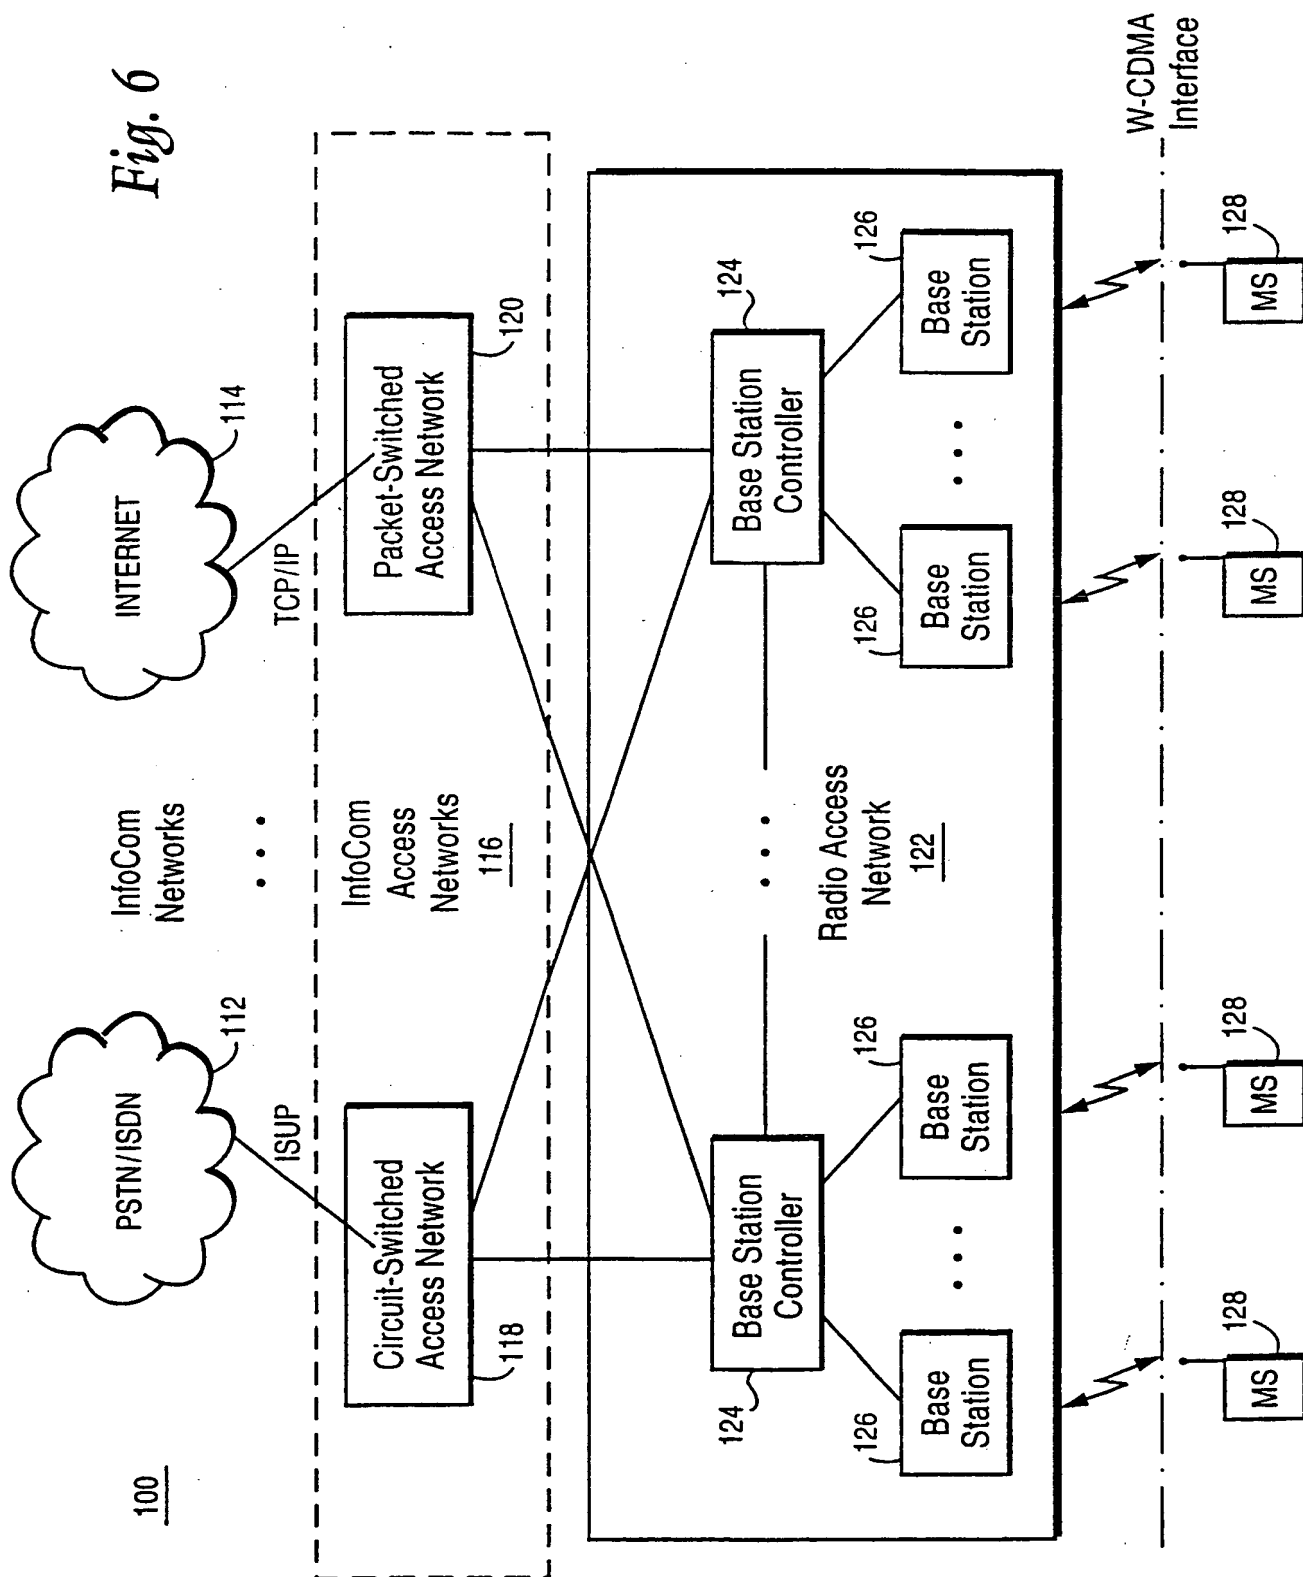 Fig. 6
100
InfoCom
Networks
PSTN/ISDN
112
INTERNET
114
ISUP
TCP/IP
InfoCom
Access
Networks
116
Circuit-Switched
Access Network
118
Packet-Switched
Access Network
120
Base Station
Controller
124
Base Station
Controller
124
Radio Access
Network
122
Base
Station
126
Base
Station
126
Base
Station
126
Base
Station
126
W-CDMA
Interface
MS
128
MS
128
MS
128
MS
128